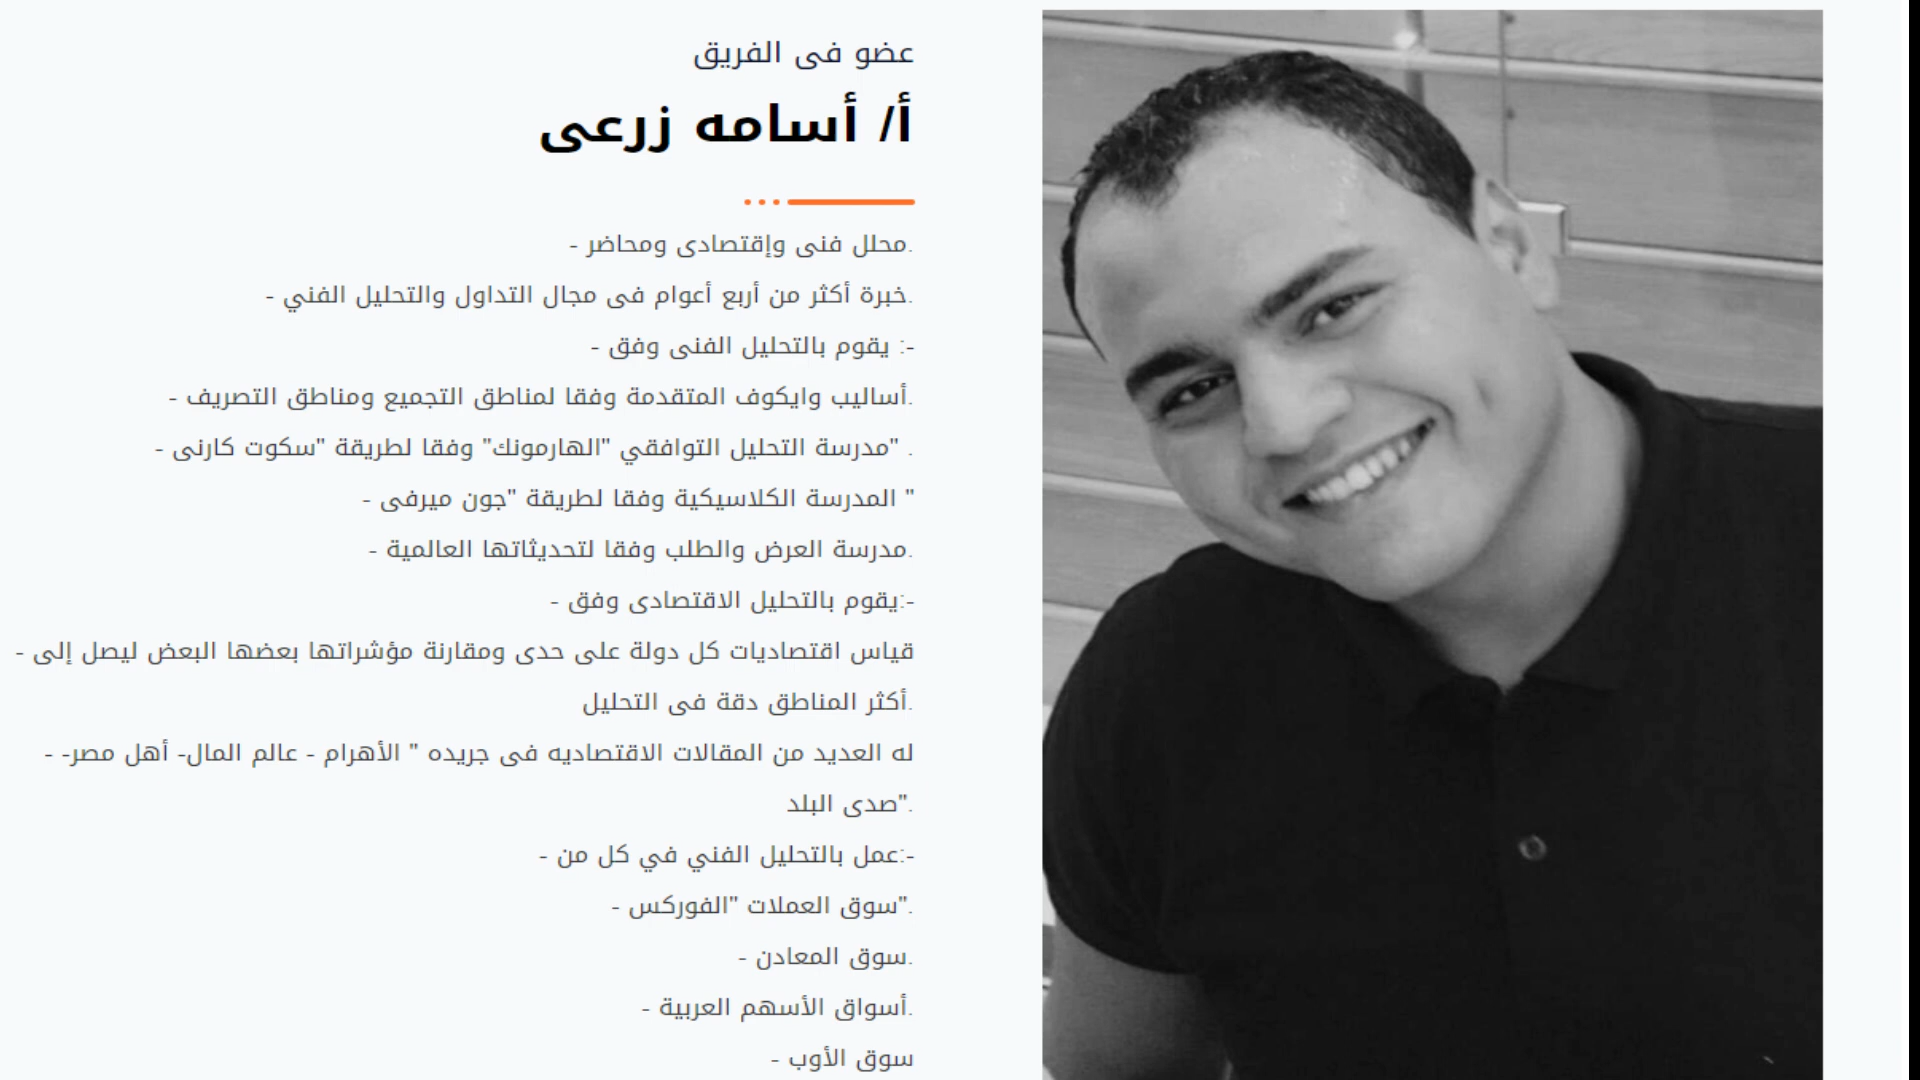 عضو فى الفريق
أ/ أسامه زرعى
.محلل فنى وإقتصادى ومحاضر -
.خبرة أكثر من أربع أعوام فى مجال التداول والتحليل الفني -
-: يقوم بالتحليل الفنى وفق -
.أساليب وايكوف المتقدمة وفقا لمناطق التجميع ومناطق التصريف -
. "مدرسة التحليل التوافقي "الهارمونك" وفقا لطريقة "سكوت كارنى -
" المدرسة الكلاسيكية وفقا لطريقة "جون ميرفى -
.مدرسة العرض والطلب وفقا لتحديثاتها العالمية -
-:يقوم بالتحليل الاقتصادى وفق -
قياس اقتصاديات كل دولة على حدى ومقارنة مؤشراتها بعضها البعض ليصل إلى -
.أكثر المناطق دقة فى التحليل
له العديد من المقالات الاقتصاديه فى جريده " الأهرام - عالم المال- أهل مصر- -
."صدى البلد
-:عمل بالتحليل الفني في كل من -
."سوق العملات "الفوركس -
.سوق المعادن -
.أسواق الأسهم العربية -
سوق الأوب -